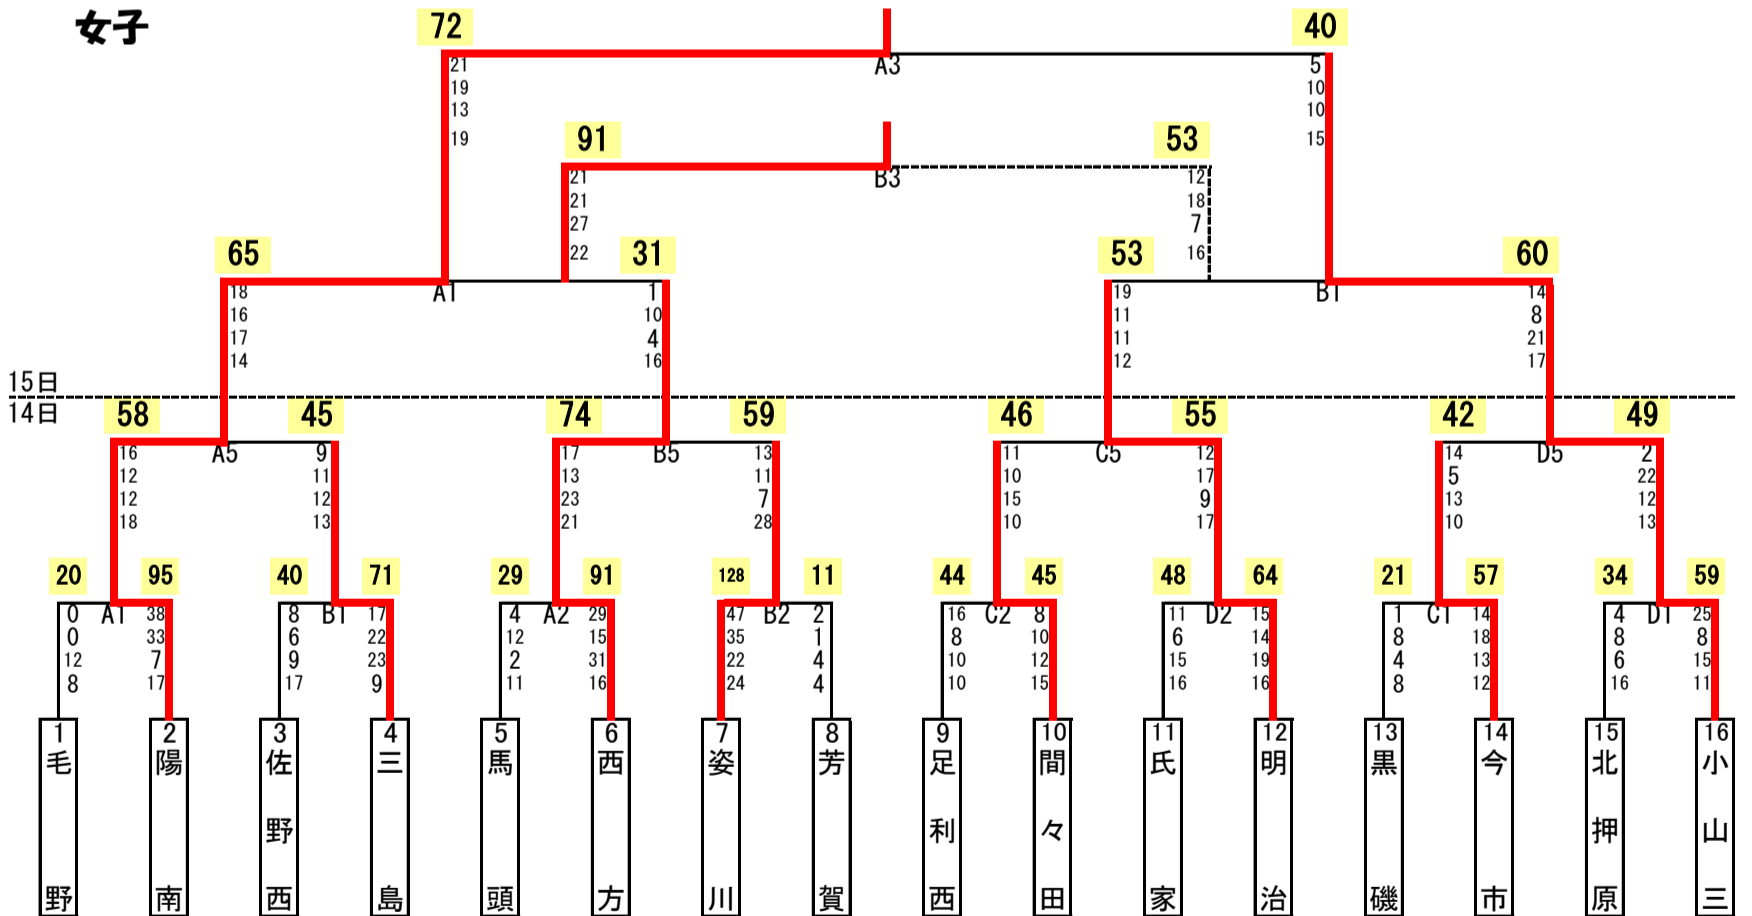 女子
72 40
21 A3 5
19 10
13 10
19 15
91 53
21 B3 12
21 18
27 7
22 16
65 31 53 60
18 A1 1 19 B1 14
16 10 11 8
17 4 11 21
14 16 12 17
15日
14日
58 45 74 59 46 55 42 49
16 A5 9 17 B5 13 11 C5 12 14 D5 2
12 11 13 11 10 17 5 22
12 12 23 7 15 9 13 12
18 13 21 28 10 17 10 13
20 95 40 71 29 91 128 11 44 45 48 64 21 57 34 59
0 A1 38 8 B1 17 4 A2 29 47 B2 2 16 C2 8 11 D2 15 1 C1 14 4 D1 25
0 33 6 22 12 15 35 1 8 10 6 14 8 18 8 8
12 7 9 23 2 31 22 4 10 12 15 19 4 13 6 15
8 17 17 9 11 16 24 4 10 15 16 16 8 12 16 11
1 2 3 4 5 6 7 8 9 10 11 12 13 14 15 16
毛野
陽南
佐野西
三島
馬頭
西方
姿川
芳賀
足利西
間々田
氏家
明治
黒磯
今市
北押原
小山三